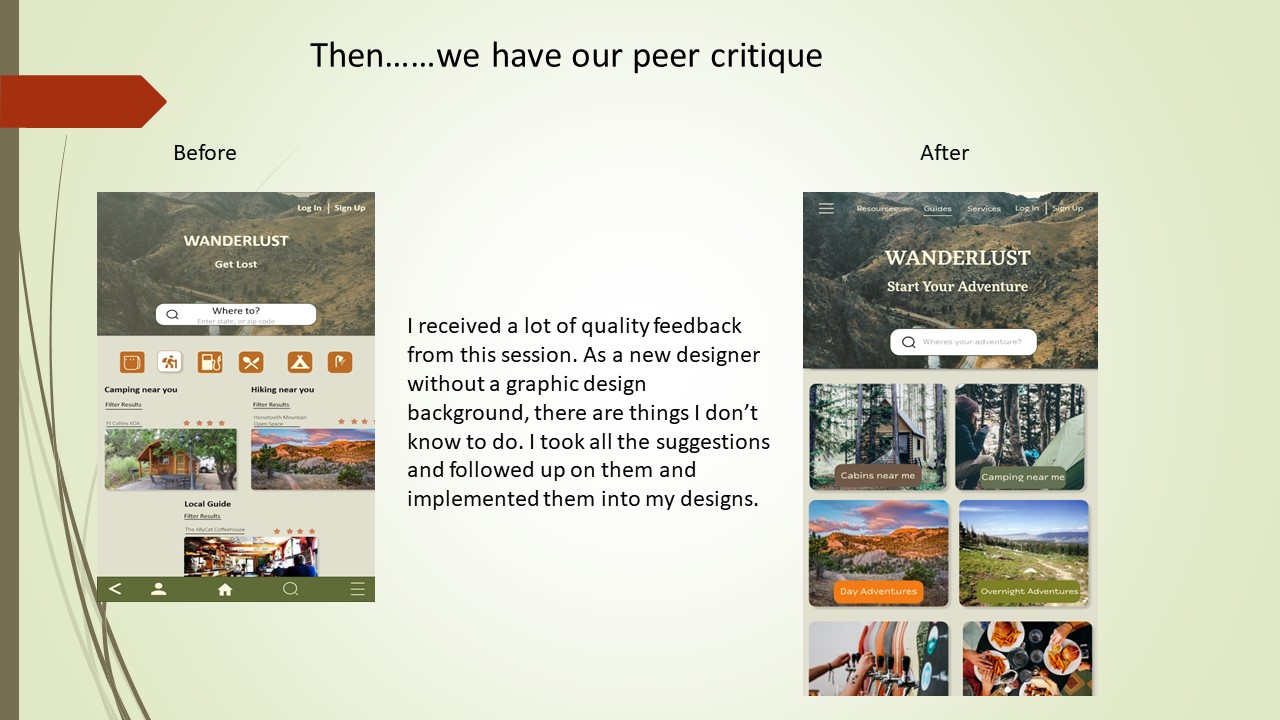 Then……we have our peer critique
Before
After
Log In | Sign Up
WANDERLUST
Get Lost
Where to?
Enter state, or zip code
Camping near you
Hiking near you
Filter Results
Filter Results
Ft Collins KOA
Horsetooth Mountain
Open Space
Local Guide
Filter Results
The AlleyCat Coffeehouse
I received a lot of quality feedback
from this session. As a new designer
without a graphic design
background, there are things I don’t
know to do. I took all the suggestions
and followed up on them and
implemented them into my designs.
Resources Guides Services Log In | Sign Up
WANDERLUST
Start Your Adventure
Wheres your adventure?
Cabins near me
Camping near me
Day Adventures
Overnight Adventures